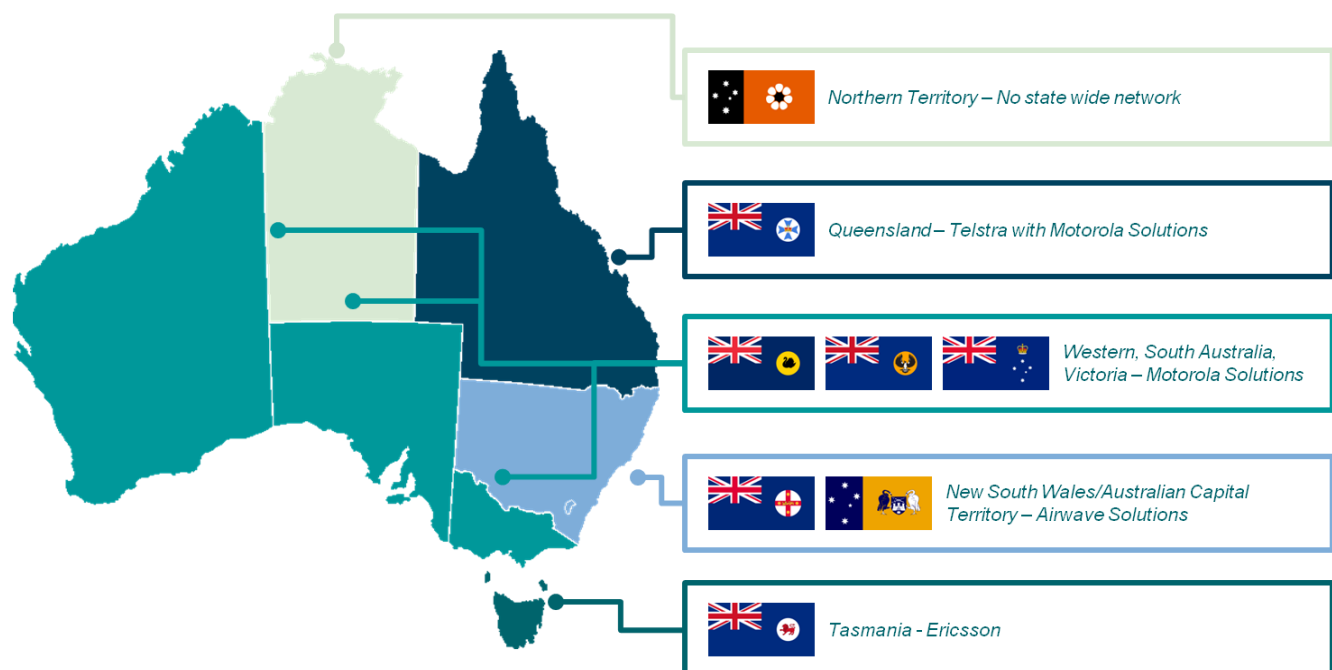 Northern Territory – No state wide network
Queensland – Telstra with Motorola Solutions
Western, South Australia,
Victoria – Motorola Solutions
New South Wales/Australian Capital
Territory – Airwave Solutions
Tasmania - Ericsson